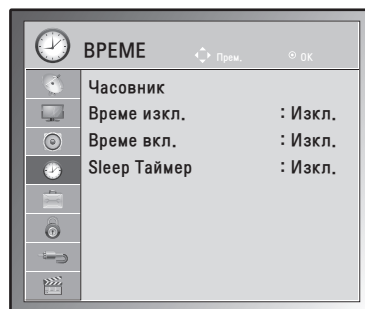 ВРЕМЕ Прем. OK
Часовник
Време изкл. : Изкл.
Време вкл. : Изкл.
Sleep Таймер : Изкл.